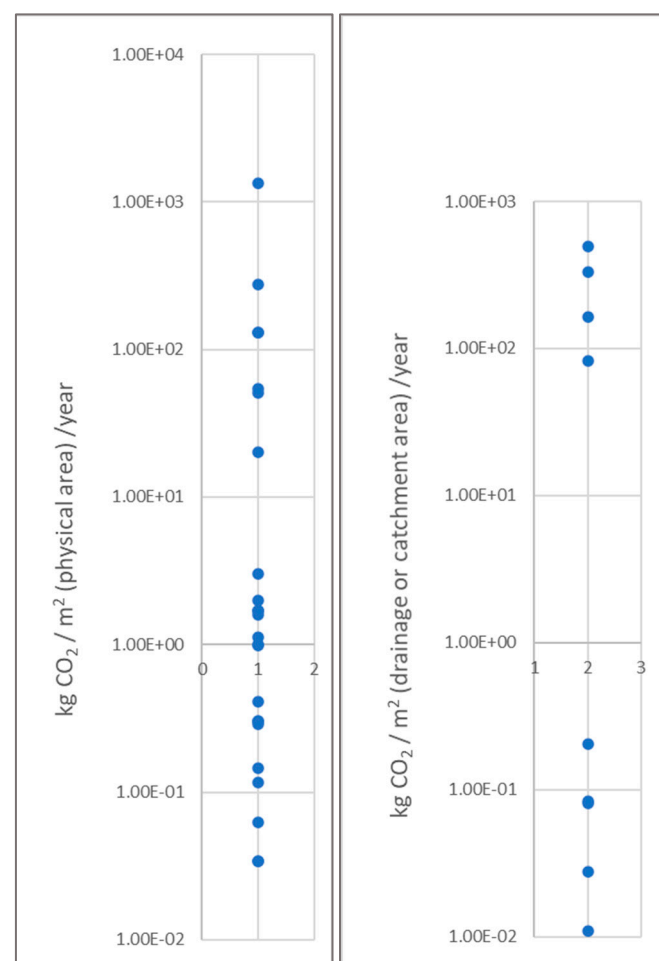 kg CO₂ / m² (physical area) /year
1.00E+04
1.00E+03
1.00E+02
1.00E+01
1.00E+00
1.00E-01
1.00E-02
0 1 2
kg CO₂ / m² (drainage or catchment area) /year
1.00E+03
1.00E+02
1.00E+01
1.00E+00
1.00E-01
1.00E-02
1 2 3